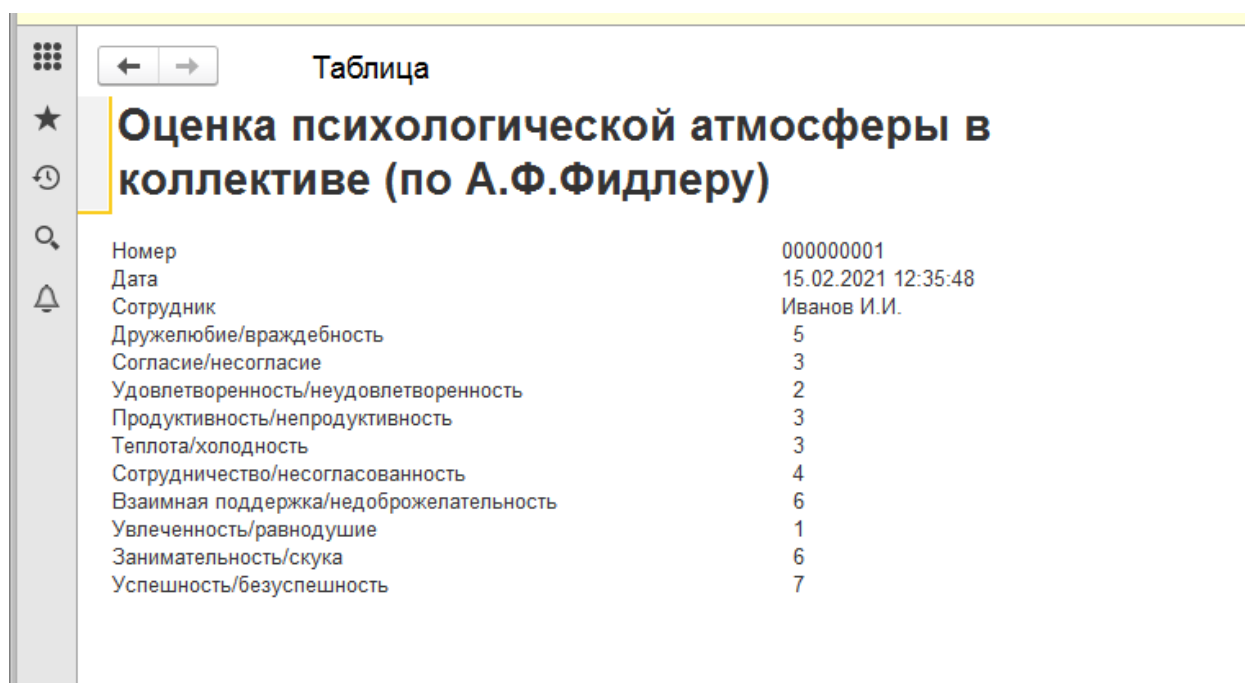 Таблица
Оценка психологической атмосферы в
коллективе (по А.Ф.Фидлеру)
Номер 000000001
Дата 15.02.2021 12:35:48
Сотрудник Иванов И.И.
Дружелюбие/враждебность 5
Согласие/несогласие 3
Удовлетворенность/неудовлетворенность 2
Продуктивность/непродуктивность 3
Теплота/холодность 3
Сотрудничество/несогласованность 4
Взаимная поддержка/недоброжелательность 6
Увлеченность/равнодушие 1
Занимательность/скука 6
Успешность/безуспешность 7